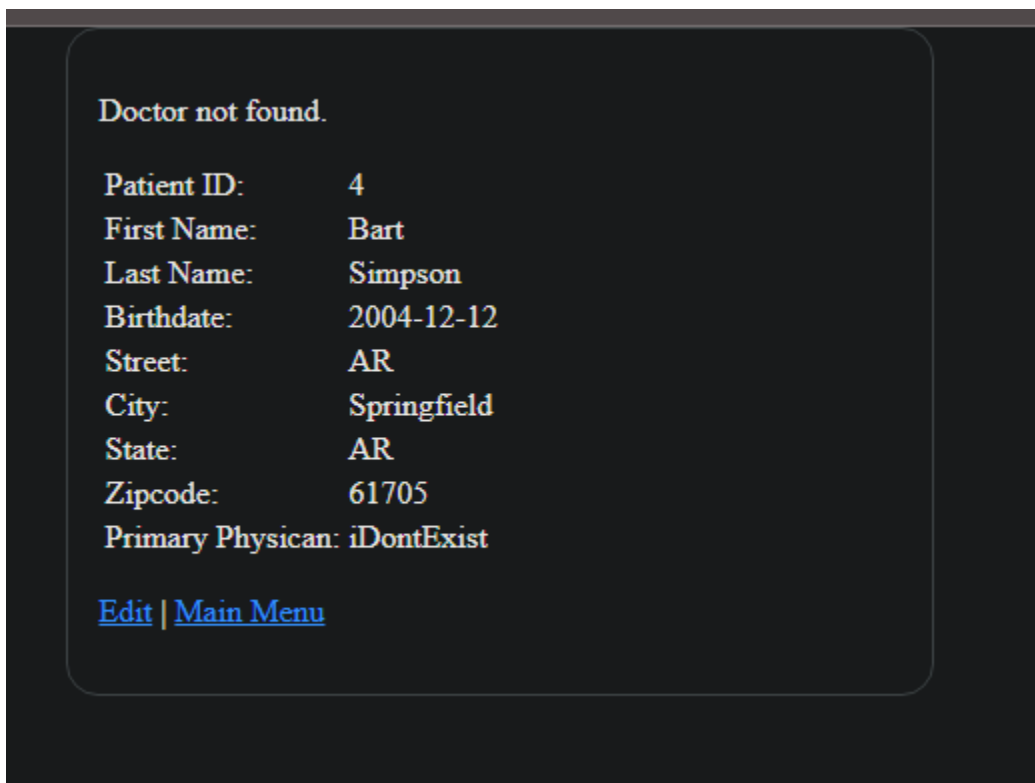 Doctor not found.
Patient ID: 4
First Name: Bart
Last Name: Simpson
Birthdate: 2004-12-12
Street: AR
City: Springfield
State: AR
Zipcode: 61705
Primary Physican: iDontExist
Edit | Main Menu